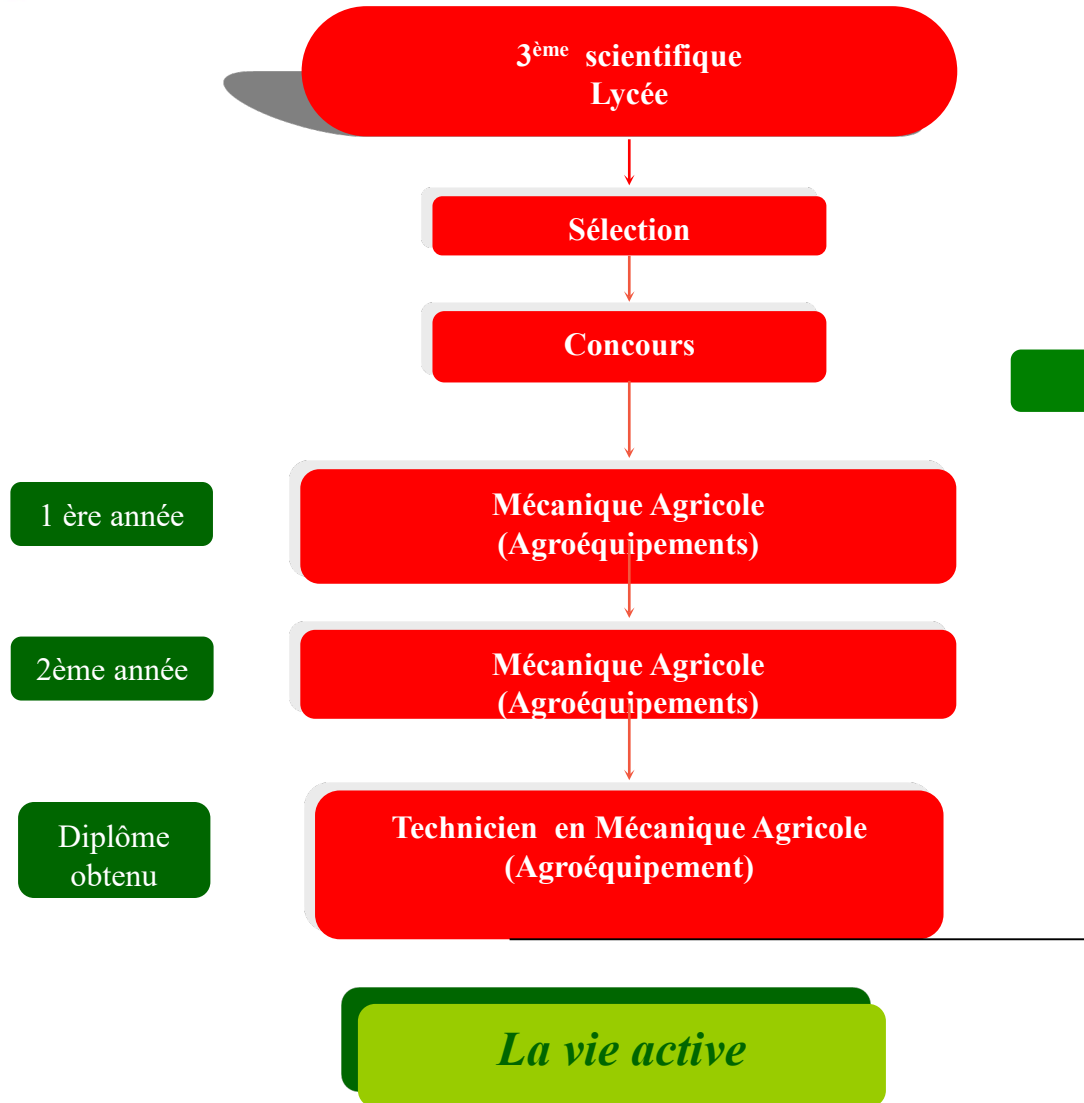 3ème scientifique
Lycée
Sélection
Concours
1 ère année
Mécanique Agricole
(Agroéquipements)
2ème année
Mécanique Agricole
(Agroéquipements)
Diplôme
obtenu
Technicien en Mécanique Agricole
(Agroéquipement)
La vie active